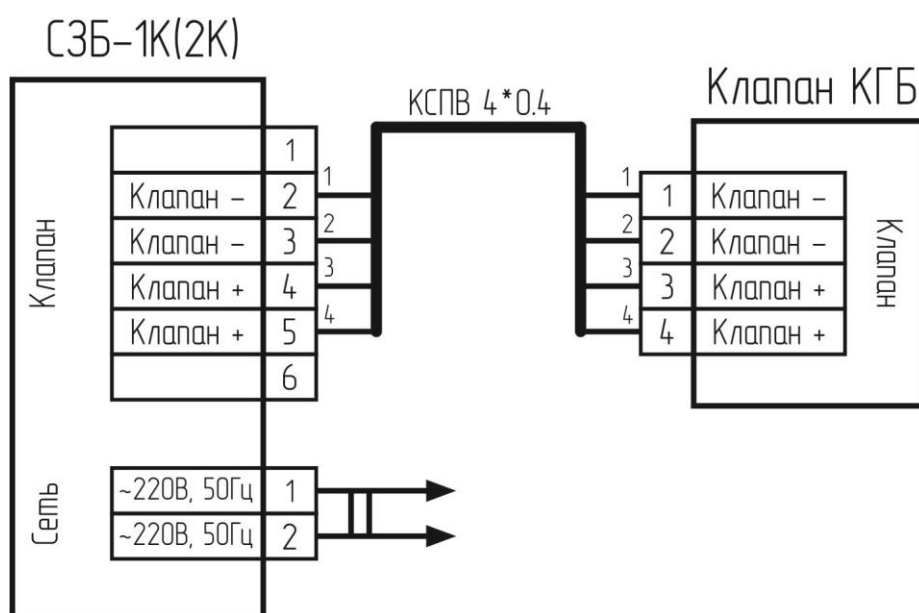 СЗБ-1К(2К)
КСПВ 4*0.4
Клапан КГБ
Клапан
1
Клапан - 2
Клапан - 3
Клапан + 4
Клапан + 5
6
1
2
3
4
1
2
3
4
1 Клапан -
2 Клапан -
3 Клапан +
4 Клапан +
Клапан
Сеть
~220В, 50Гц 1
~220В, 50Гц 2